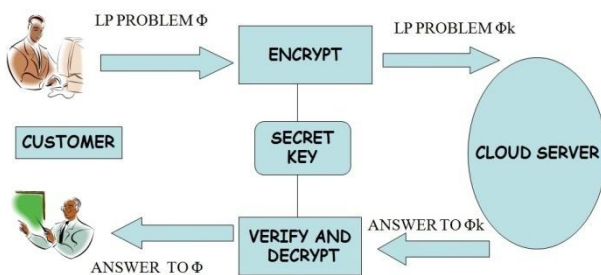 LP PROBLEM Φ
LP PROBLEM Φk
ENCRYPT
CUSTOMER
SECRET
KEY
CLOUD SERVER
VERIFY AND
DECRYPT
ANSWER TO Φk
ANSWER TO Φ